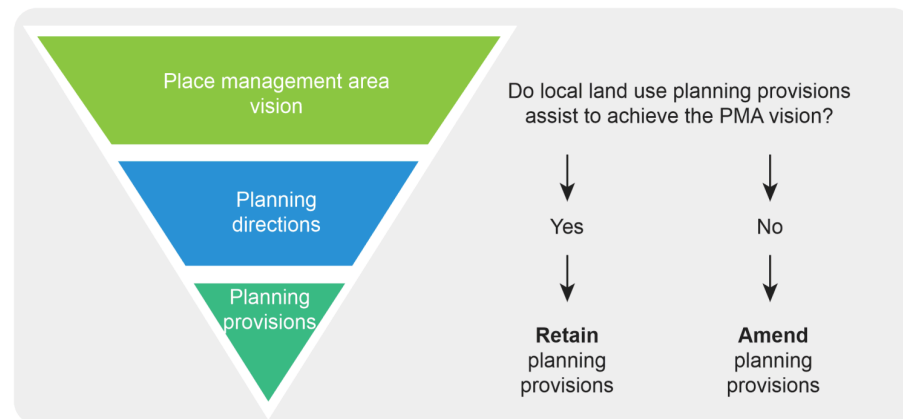 Place management area
vision
Planning
directions
Planning
provisions
Do local land use planning provisions
assist to achieve the PMA vision?
Yes
No
Retain
planning
provisions
Amend
planning
provisions